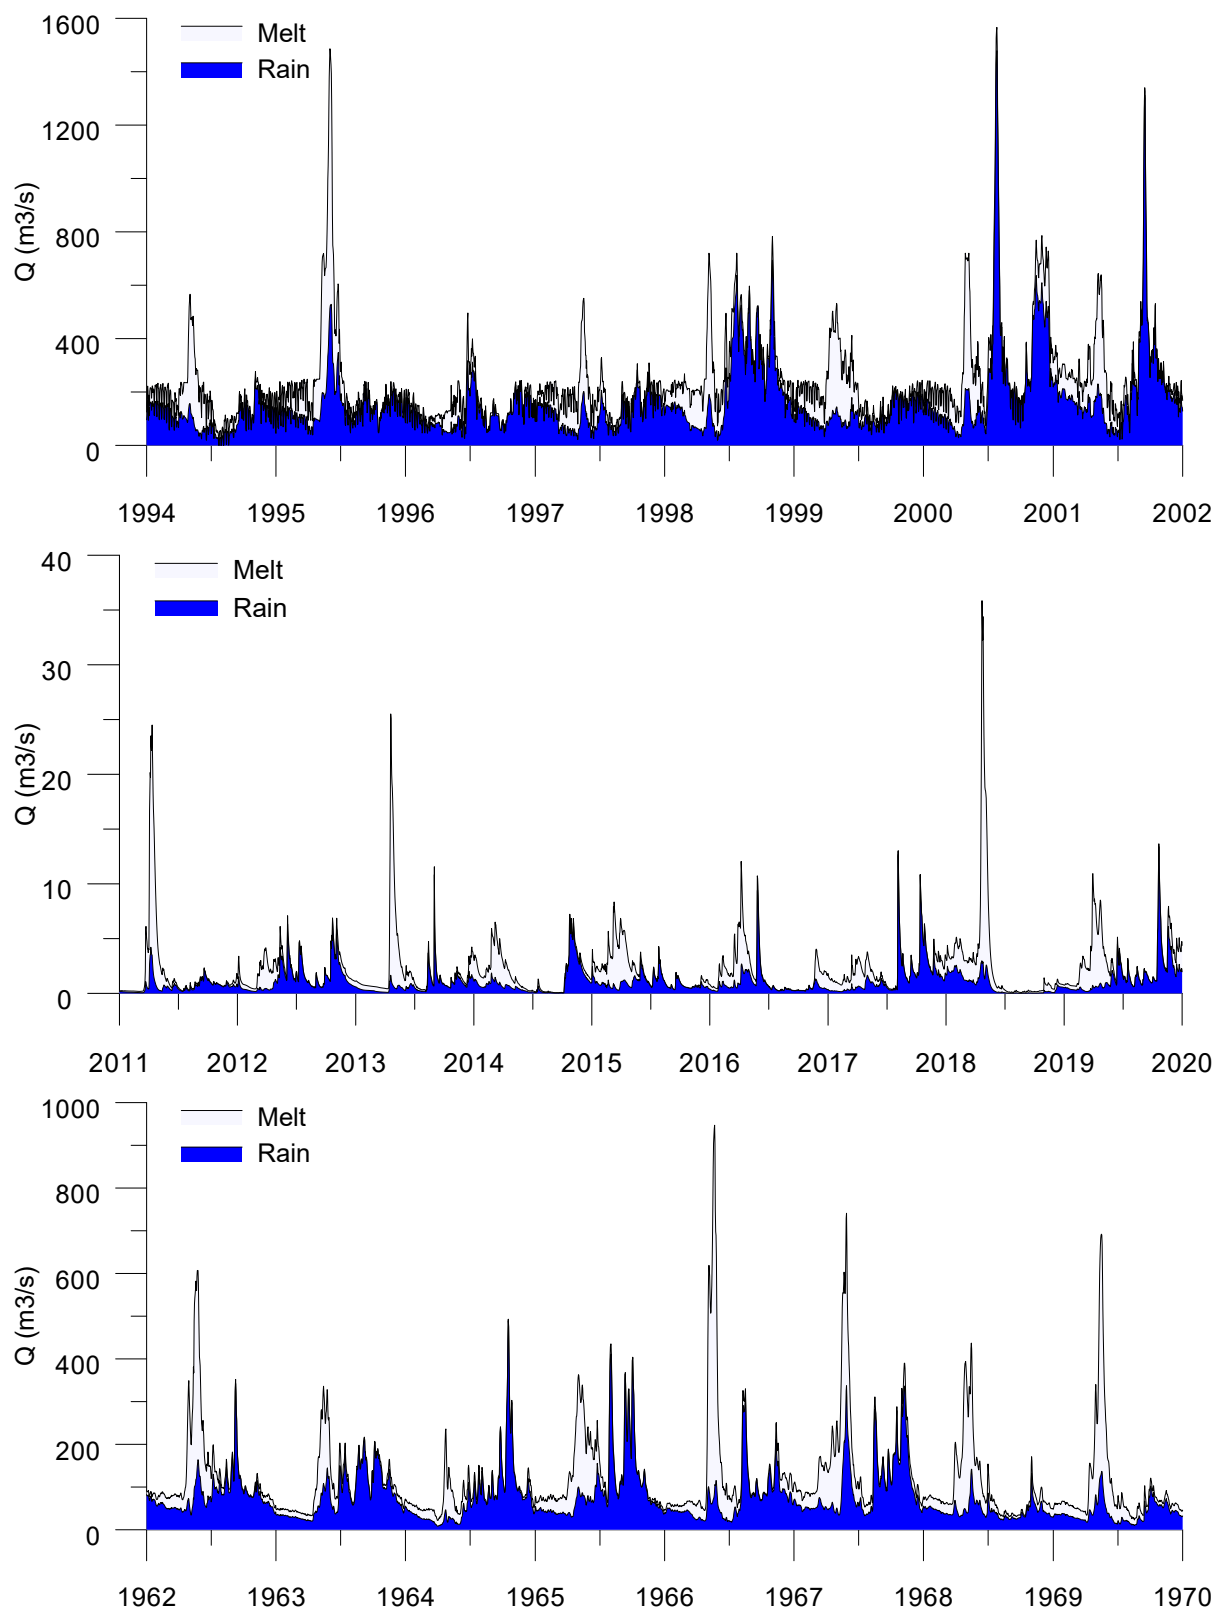 1600
Melt
Rain
1200
800
Q (m3/s)
400
0
1994 1995 1996 1997 1998 1999 2000 2001 2002
40
Melt
Rain
30
20
Q (m3/s)
10
0
2011 2012 2013 2014 2015 2016 2017 2018 2019 2020
1000
Melt
Rain
800
600
Q (m3/s)
400
200
0
1962 1963 1964 1965 1966 1967 1968 1969 1970